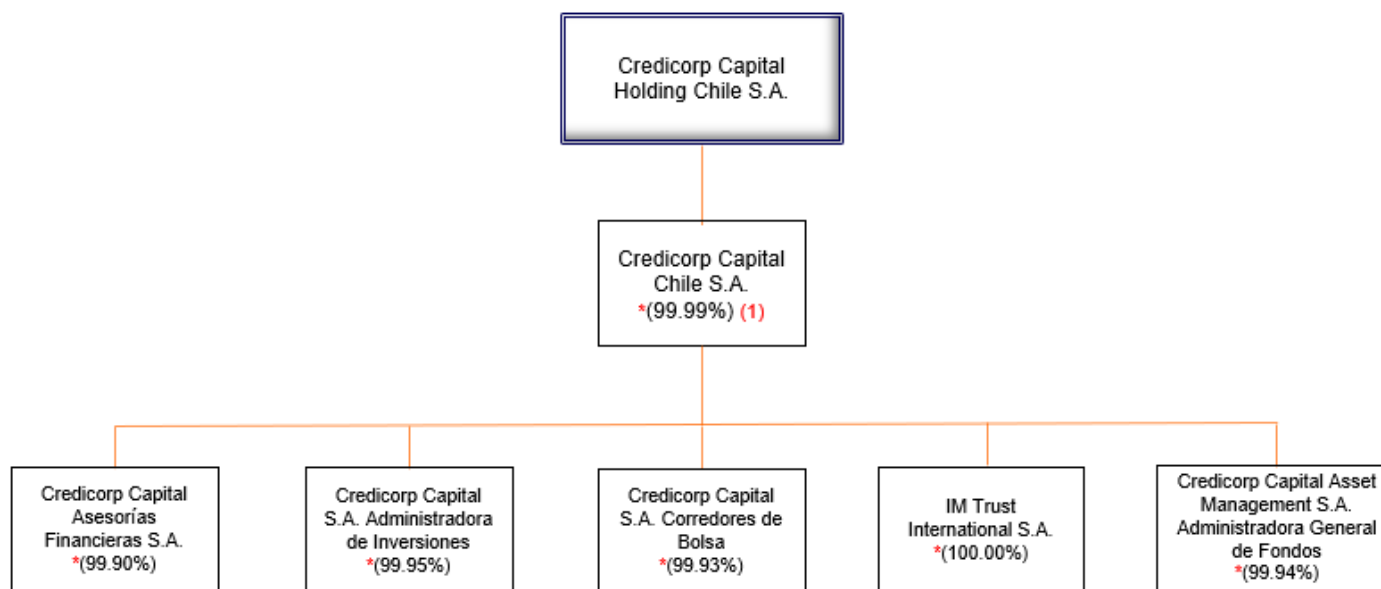 Credicorp Capital
Holding Chile S.A.
Credicorp Capital
Chile S.A.
*(99.99%) (1)
Credicorp Capital
Asesorías
Financieras S.A.
*(99.90%)
Credicorp Capital
S.A. Administradora
de Inversiones
*(99.95%)
Credicorp Capital
S.A. Corredores de
Bolsa
*(99.93%)
IM Trust
International S.A.
*(100.00%)
Credicorp Capital Asset
Management S.A.
Administradora General
de Fondos
*(99.94%)